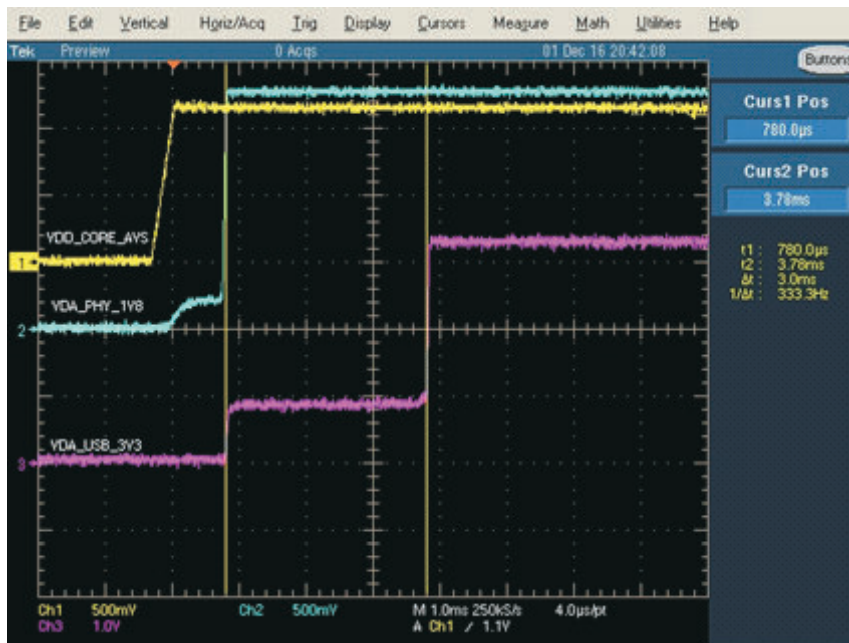 File Edit Vertical Horiz/Acq Trig Display Cursors Measure Math Utilities Help
Tek Preview 0 Acqs 01 Dec 16 20:42:08
Buttons
Curs1 Pos
780.0µs
Curs2 Pos
3.78ms
VDD_CORE_AVS
1
t1: 780.0µs
t2: 3.78ms
Δt: 3.0ms
1/Δt: 333.3Hz
VDA_PHY_1V8
2
VDA_USB_3V3
3
Ch1 500mV Ch2 500mV M 1.0ms 250kS/s 4.0µs/pt
Ch3 1.0V A Ch1 / 1.1V